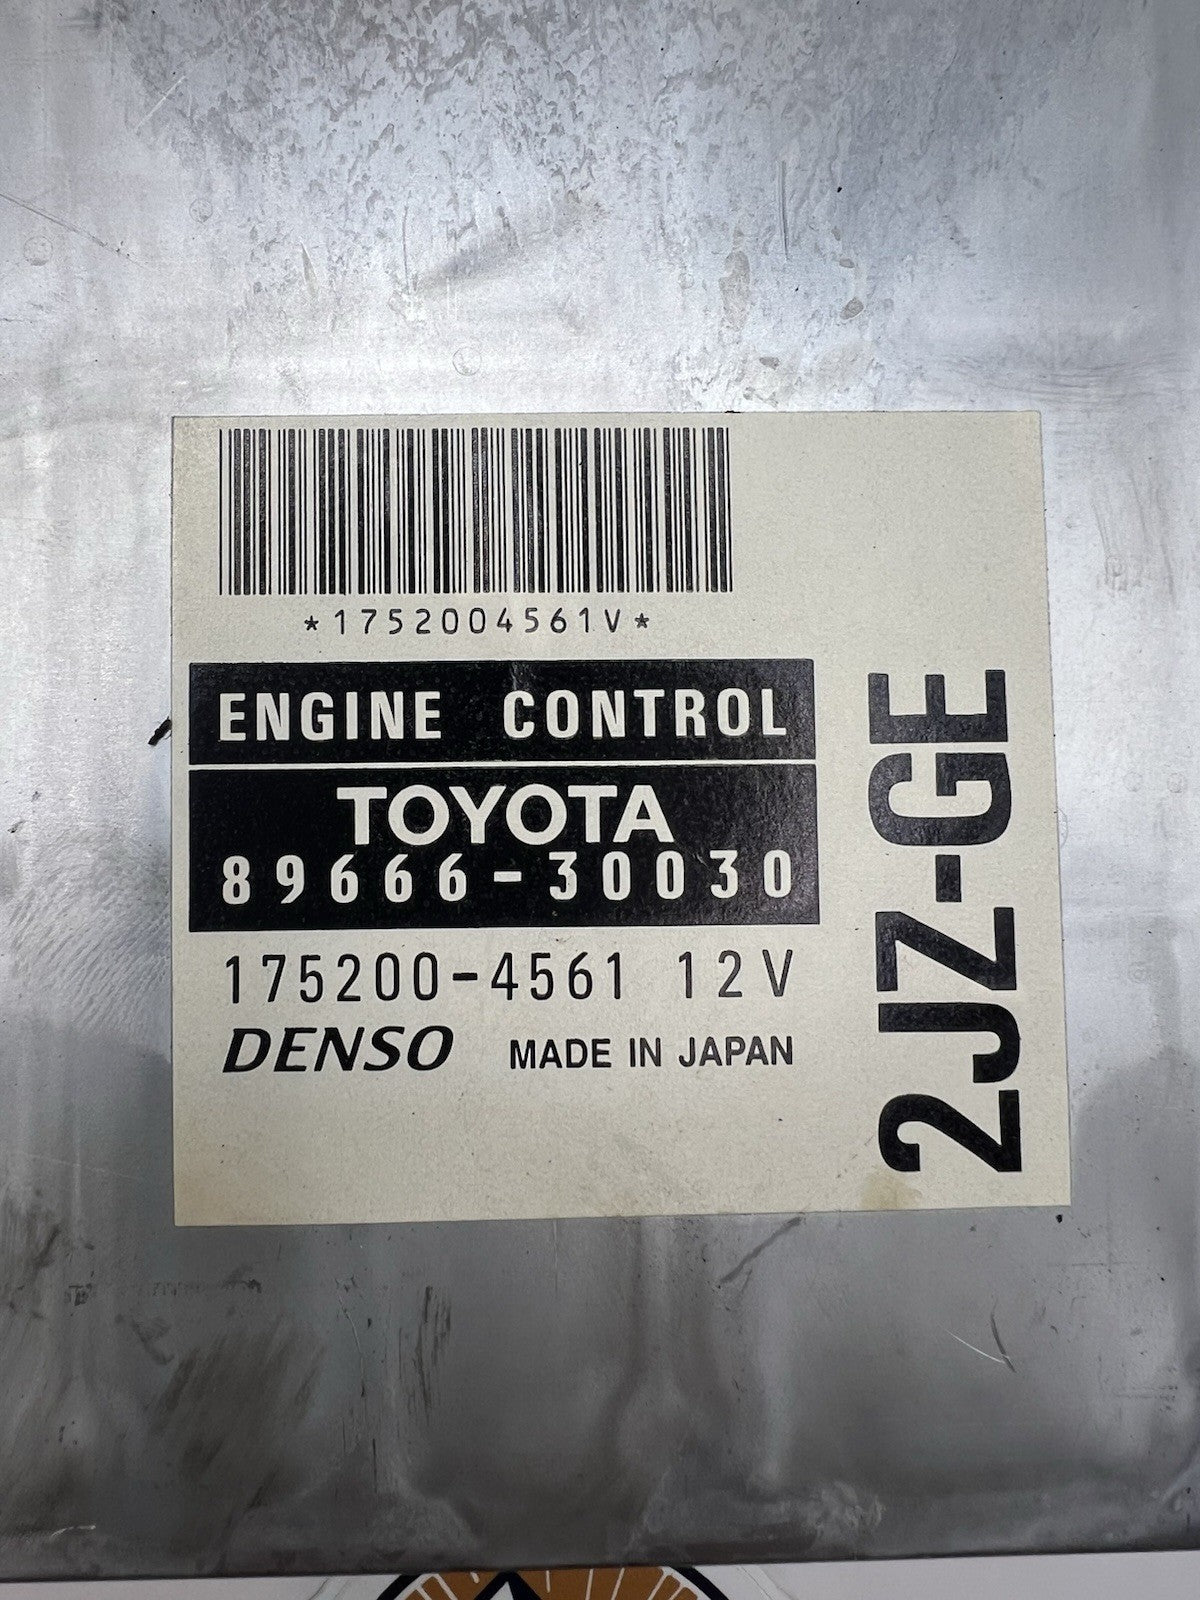 *1752004561V*
ENGINE CONTROL
TOYOTA
89666-30030
175200-4561 12V
DENSO MADE IN JAPAN
2JZ-GE